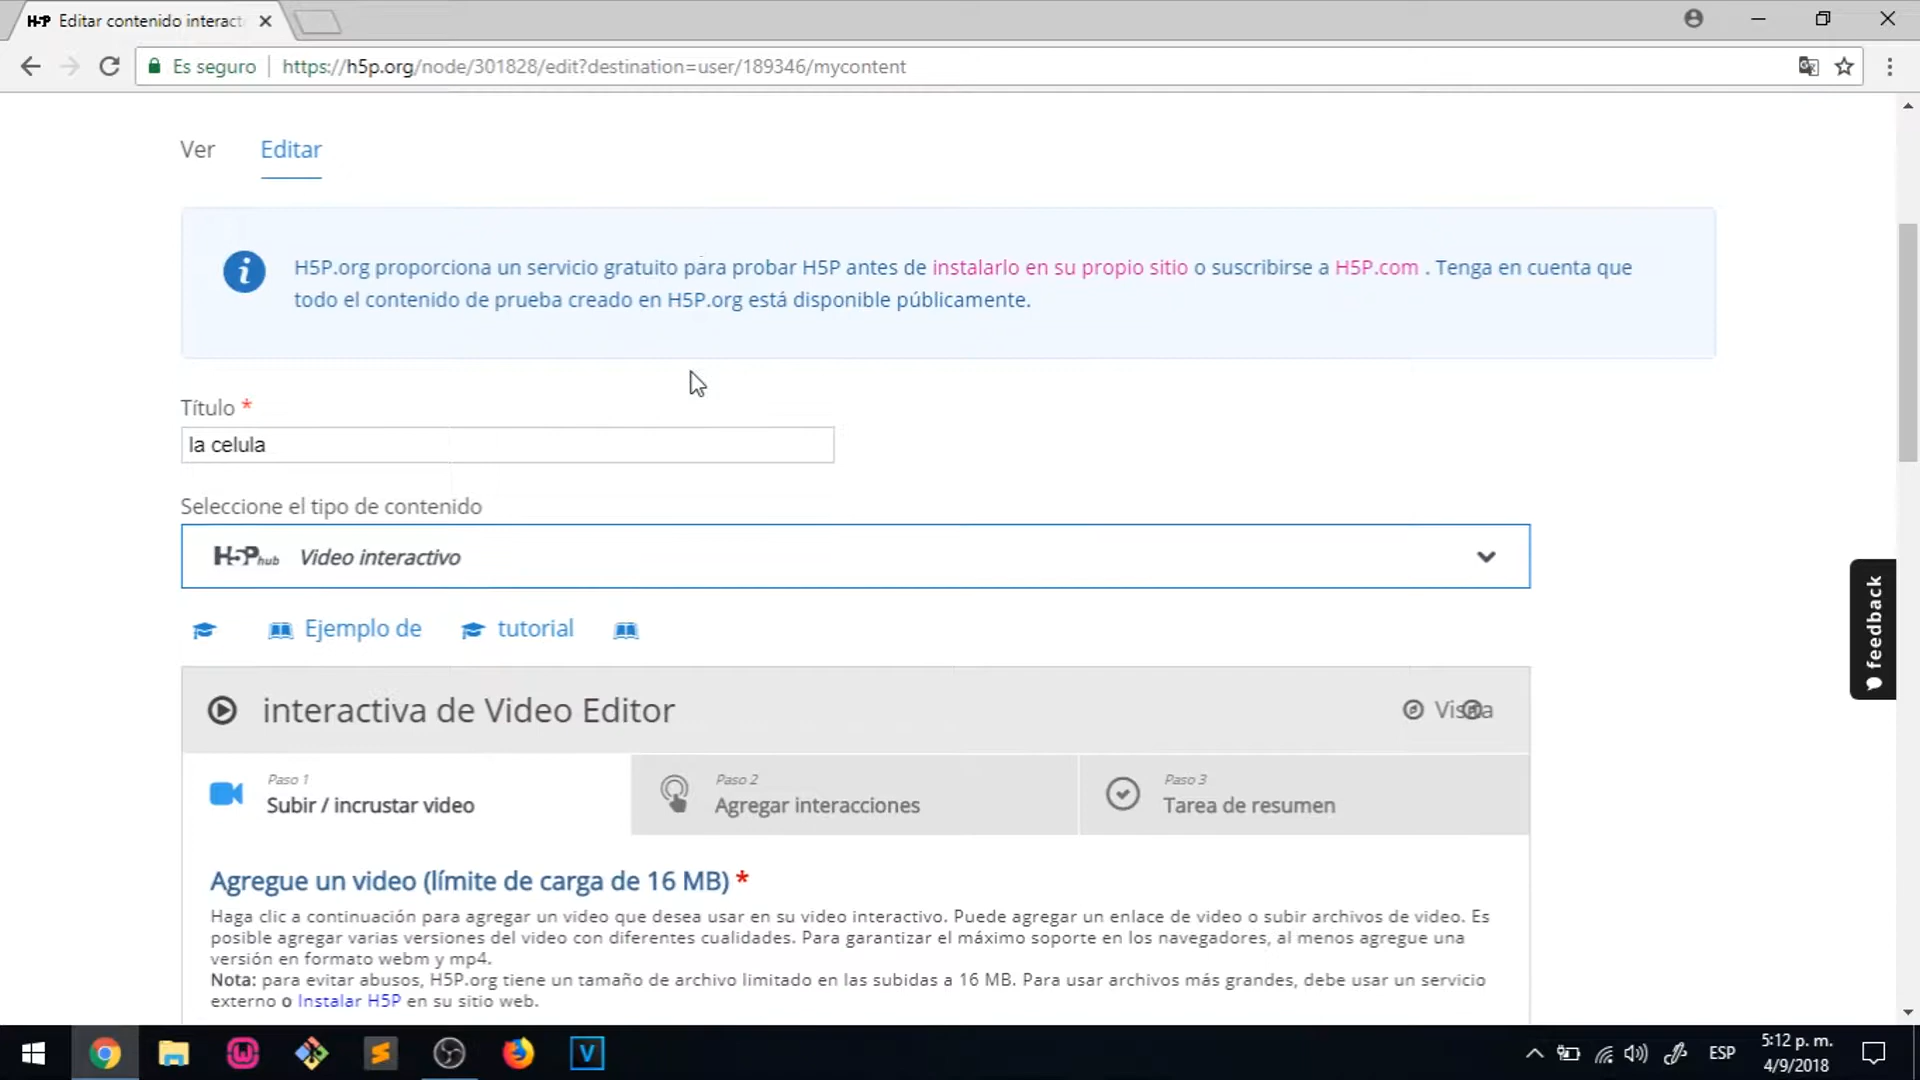 H5P Editar contenido interact
Es seguro https://h5p.org/node/301828/edit?destination=user/189346/mycontent
Ver Editar
H5P.org proporciona un servicio gratuito para probar H5P antes de instalarlo en su propio sitio o suscribirse a H5P.com . Tenga en cuenta que
todo el contenido de prueba creado en H5P.org está disponible públicamente.
Título *
la celula
Seleccione el tipo de contenido
H5P hub Video interactivo
Ejemplo de tutorial
feedback
interactiva de Video Editor
Paso 1 Paso 2 Paso 3
Subir / incrustar video Agregar interacciones Tarea de resumen
Agregue un video (límite de carga de 16 MB) *
Haga clic a continuación para agregar un video que desea usar en su video interactivo. Puede agregar un enlace de video o subir archivos de video. Es
posible agregar varias versiones del video con diferentes cualidades. Para garantizar el máximo soporte en los navegadores, al menos agregue una
versión en formato webm y mp4.
Nota: para evitar abusos, H5P.org tiene un tamaño de archivo limitado en las subidas a 16 MB. Para usar archivos más grandes, debe usar un servicio
externo o Instalar H5P en su sitio web.
ESP
5:12 p. m.
4/9/2018